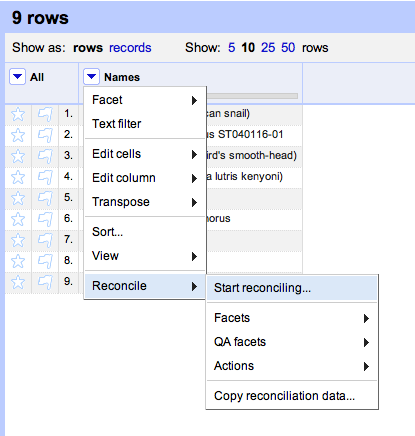 9 rows
Show as: rows records Show: 5 10 25 50 rows
All Names
Facet
Text filter
Edit cells
Edit column
Transpose
Sort...
View
Reconcile
1. can snail)
2. us ST040116-01
3. ird's smooth-head)
4. a lutris kenyoni)
5.
6. horus
7.
8.
9.
Start reconciling...
Facets
QA facets
Actions
Copy reconciliation data...